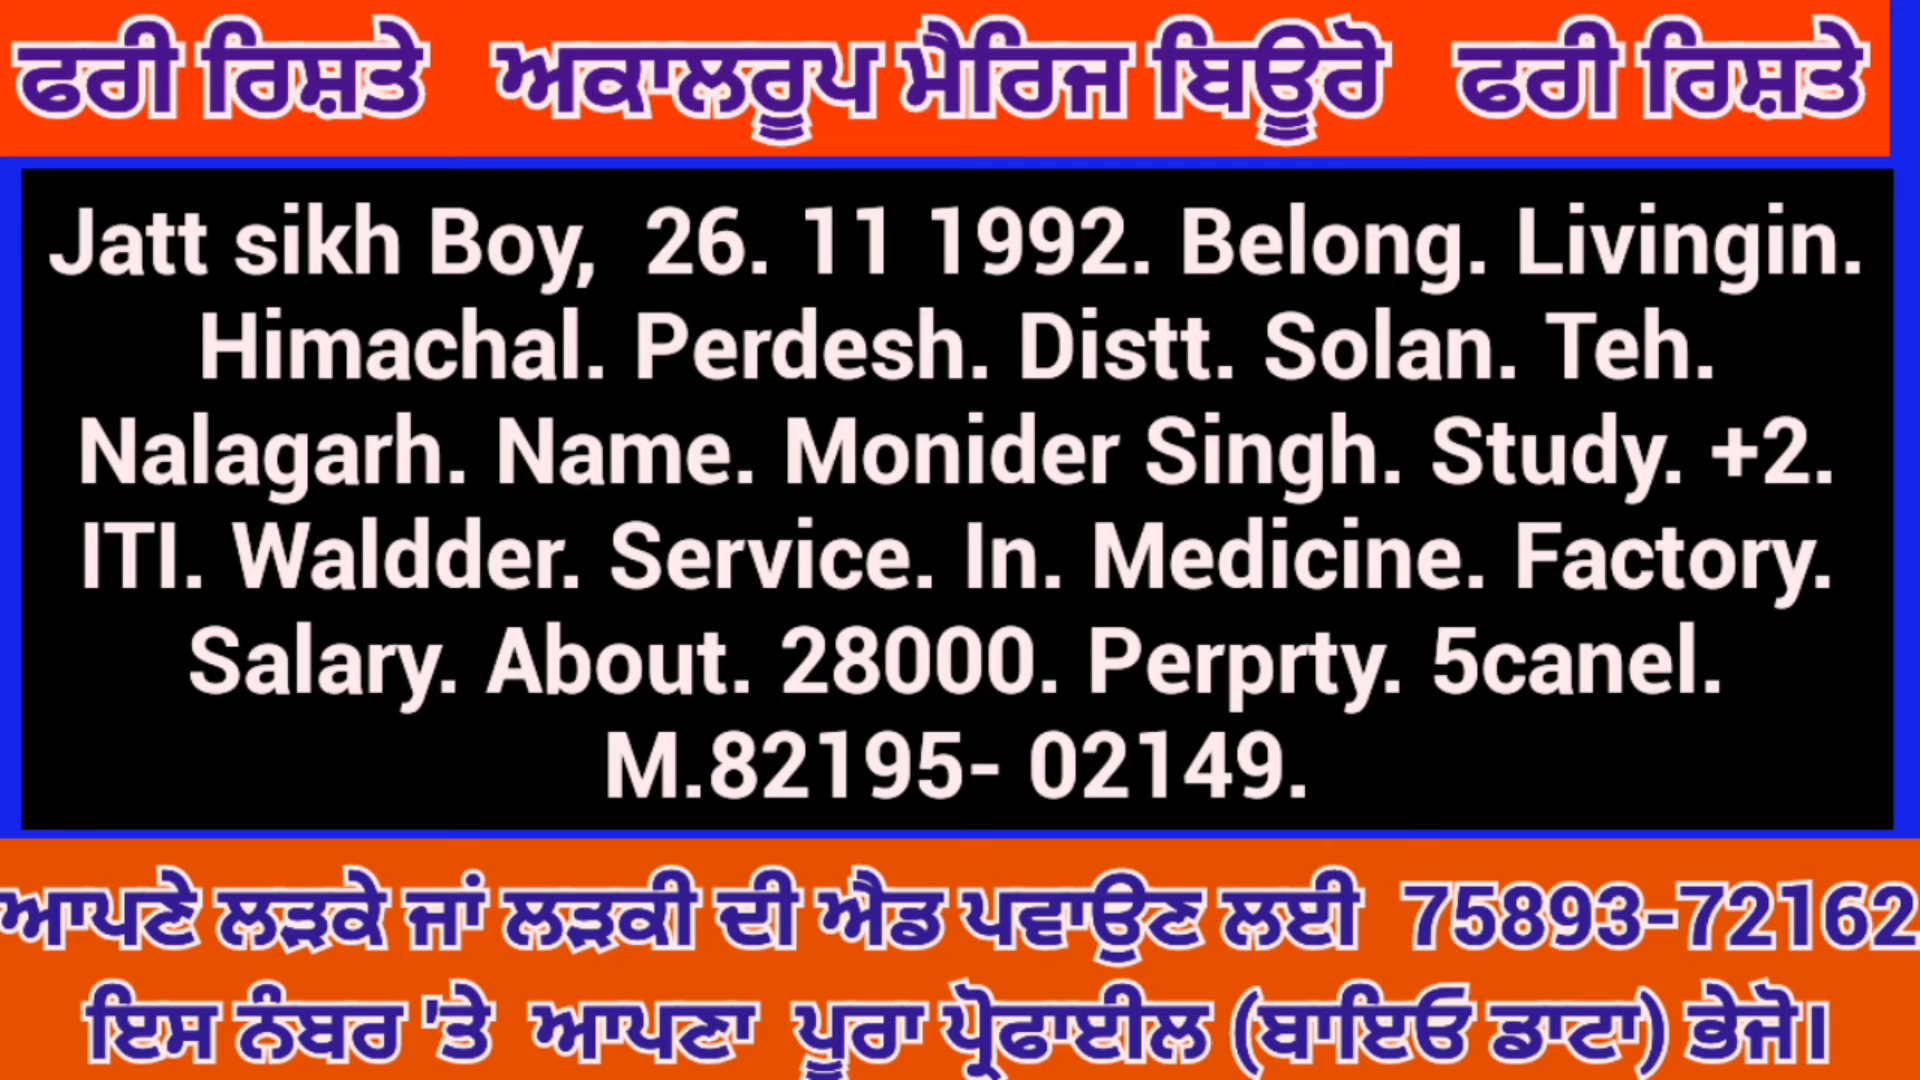 ਫਰੀ ਰਿਸ਼ਤੇ ਅਕਾਲਰੂਪ ਮੈਰਿਜ ਬਿਊਰੋ ਫਰੀ ਰਿਸ਼ਤੇ
Jatt sikh Boy, 26. 11 1992. Belong. Livingin.
Himachal. Perdesh. Distt. Solan. Teh.
Nalagarh. Name. Monider Singh. Study. +2.
ITI. Waldder. Service. In. Medicine. Factory.
Salary. About. 28000. Perprty. 5canel.
M.82195- 02149.
ਆਪਣੇ ਲੜਕੇ ਜਾਂ ਲੜਕੀ ਦੀ ਐਡ ਪਵਾਉਣ ਲਈ 75893-72162
ਇਸ ਨੰਬਰ 'ਤੇ ਆਪਣਾ ਪੂਰਾ ਪ੍ਰੋਫਾਈਲ (ਬਾਇਓ ਡਾਟਾ) ਭੇਜੋ।